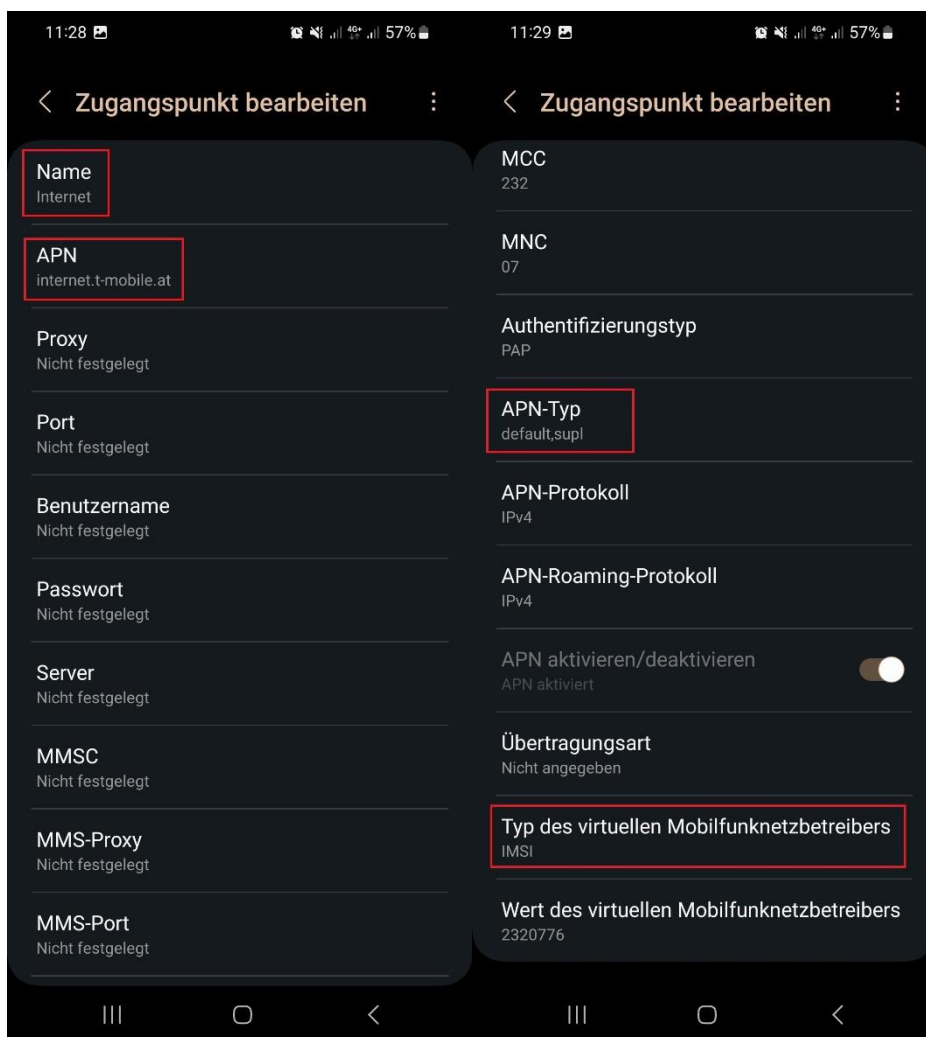 11:28
4G+
57%
Zugangspunkt bearbeiten
Name
Internet
APN
internet.t-mobile.at
Proxy
Nicht festgelegt
Port
Nicht festgelegt
Benutzername
Nicht festgelegt
Passwort
Nicht festgelegt
Server
Nicht festgelegt
MMSC
Nicht festgelegt
MMS-Proxy
Nicht festgelegt
MMS-Port
Nicht festgelegt
11:29
4G+
57%
Zugangspunkt bearbeiten
MCC
232
MNC
07
Authentifizierungstyp
PAP
APN-Typ
default,supl
APN-Protokoll
IPv4
APN-Roaming-Protokoll
IPv4
APN aktivieren/deaktivieren
APN aktiviert
Übertragungsart
Nicht angegeben
Typ des virtuellen Mobilfunknetzbetreibers
IMSI
Wert des virtuellen Mobilfunknetzbetreibers
2320776